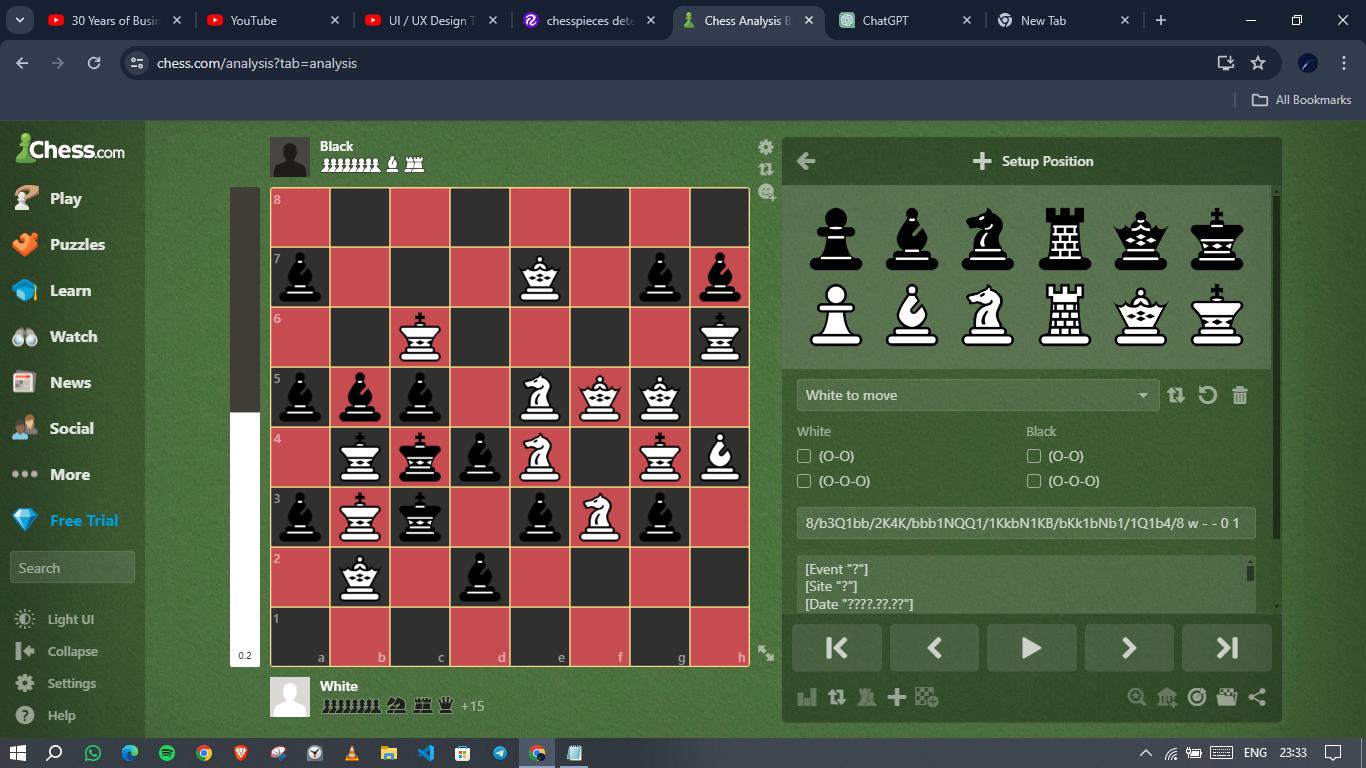 30 Years of Busin
YouTube
UI / UX Design T
chesspieces dete
Chess Analysis B
ChatGPT
New Tab
chess.com/analysis?tab=analysis
All Bookmarks
Chess.com
Play
Puzzles
Learn
Watch
News
Social
More
Free Trial
Search
Light UI
Collapse
Settings
Help
Black
8
7
6
5
4
3
2
1
a b c d e f g h
0.2
White
+15
Setup Position
White to move
White Black
(O-O) (O-O)
(O-O-O) (O-O-O)
8/b3Q1bb/2K4K/bbb1NQQ1/1KkbN1KB/bKk1bNb1/1Q1b4/8 w - - 0 1
[Event "?"]
[Site "?"]
[Date "????.??.??"]
ENG 23:33